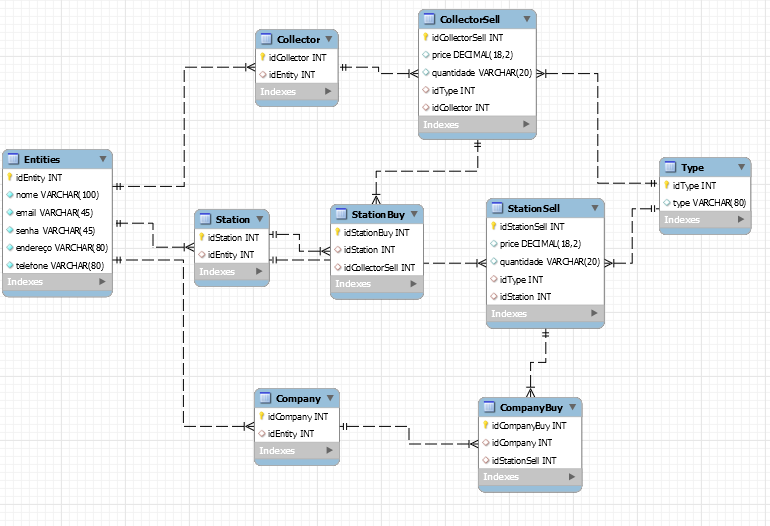 Collector
idCollector INT
idEntity INT
Indexes
CollectorSell
idCollectorSell INT
price DECIMAL(18,2)
quantidade VARCHAR(20)
idType INT
idCollector INT
Indexes
Entities
idEntity INT
nome VARCHAR(100)
email VARCHAR(45)
senha VARCHAR(45)
endereço VARCHAR(80)
telefone VARCHAR(80)
Indexes
Station
idStation INT
idEntity INT
Indexes
StationBuy
idStationBuy INT
idStation INT
idCollectorSell INT
Indexes
StationSell
idStationSell INT
price DECIMAL(18,2)
quantidade VARCHAR(20)
idType INT
idStation INT
Indexes
Type
idType INT
type VARCHAR(80)
Indexes
Company
idCompany INT
idEntity INT
Indexes
CompanyBuy
idCompanyBuy INT
idCompany INT
idStationSell INT
Indexes